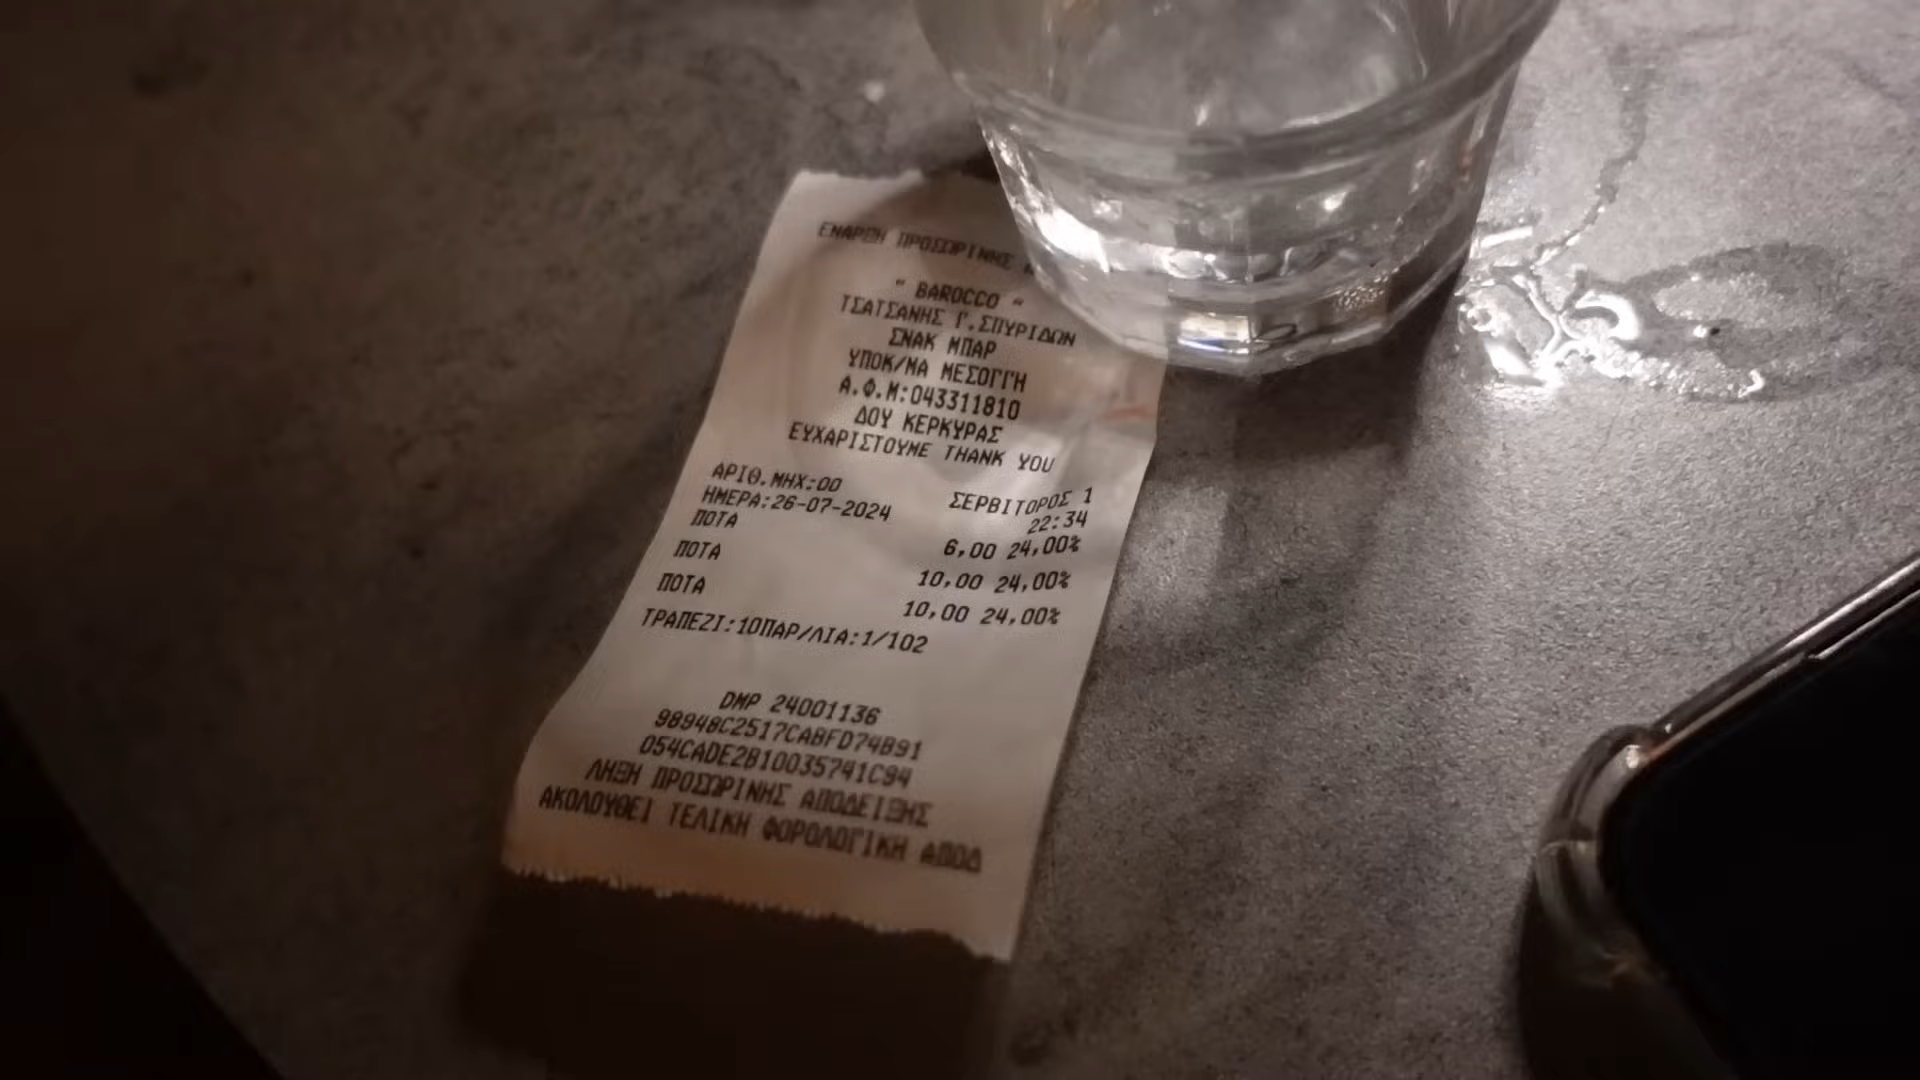 ΕΝΑΡΞΗ ΠΡΟΣΩΡΙΝΗΣ
" BAROCCO "
ΤΣΑΤΣΑΝΗΣ Γ.ΣΠΥΡΙΔΩΝ
ΣΝΑΚ ΜΠΑΡ
ΥΠΟΚ/ΜΑ ΜΕΣΟΓΓΗ
Α.Φ.Μ:043311810
ΔΟΥ ΚΕΡΚΥΡΑΣ
ΕΥΧΑΡΙΣΤΟΥΜΕ THANK YOU
ΑΡΙΘ.ΜΗΧ:00 ΣΕΡΒΙΤΟΡΟΣ 1
ΗΜΕΡΑ:26-07-2024 22:34
ΠΟΤΑ 6,00 24,00%
ΠΟΤΑ 10,00 24,00%
ΠΟΤΑ 10,00 24,00%
ΤΡΑΠΕΖΙ:10ΠΑΡ/ΛΙΑ:1/102
DMP 24001136
98948C2517CABFD74B91
054CADE2B10035741C94
ΛΗΞΗ ΠΡΟΣΩΡΙΝΗΣ ΑΠΟΔΕΙΞΗΣ
ΑΚΟΛΟΥΘΕΙ ΤΕΛΙΚΗ ΦΟΡΟΛΟΓΙΚΗ ΑΠΟΔ